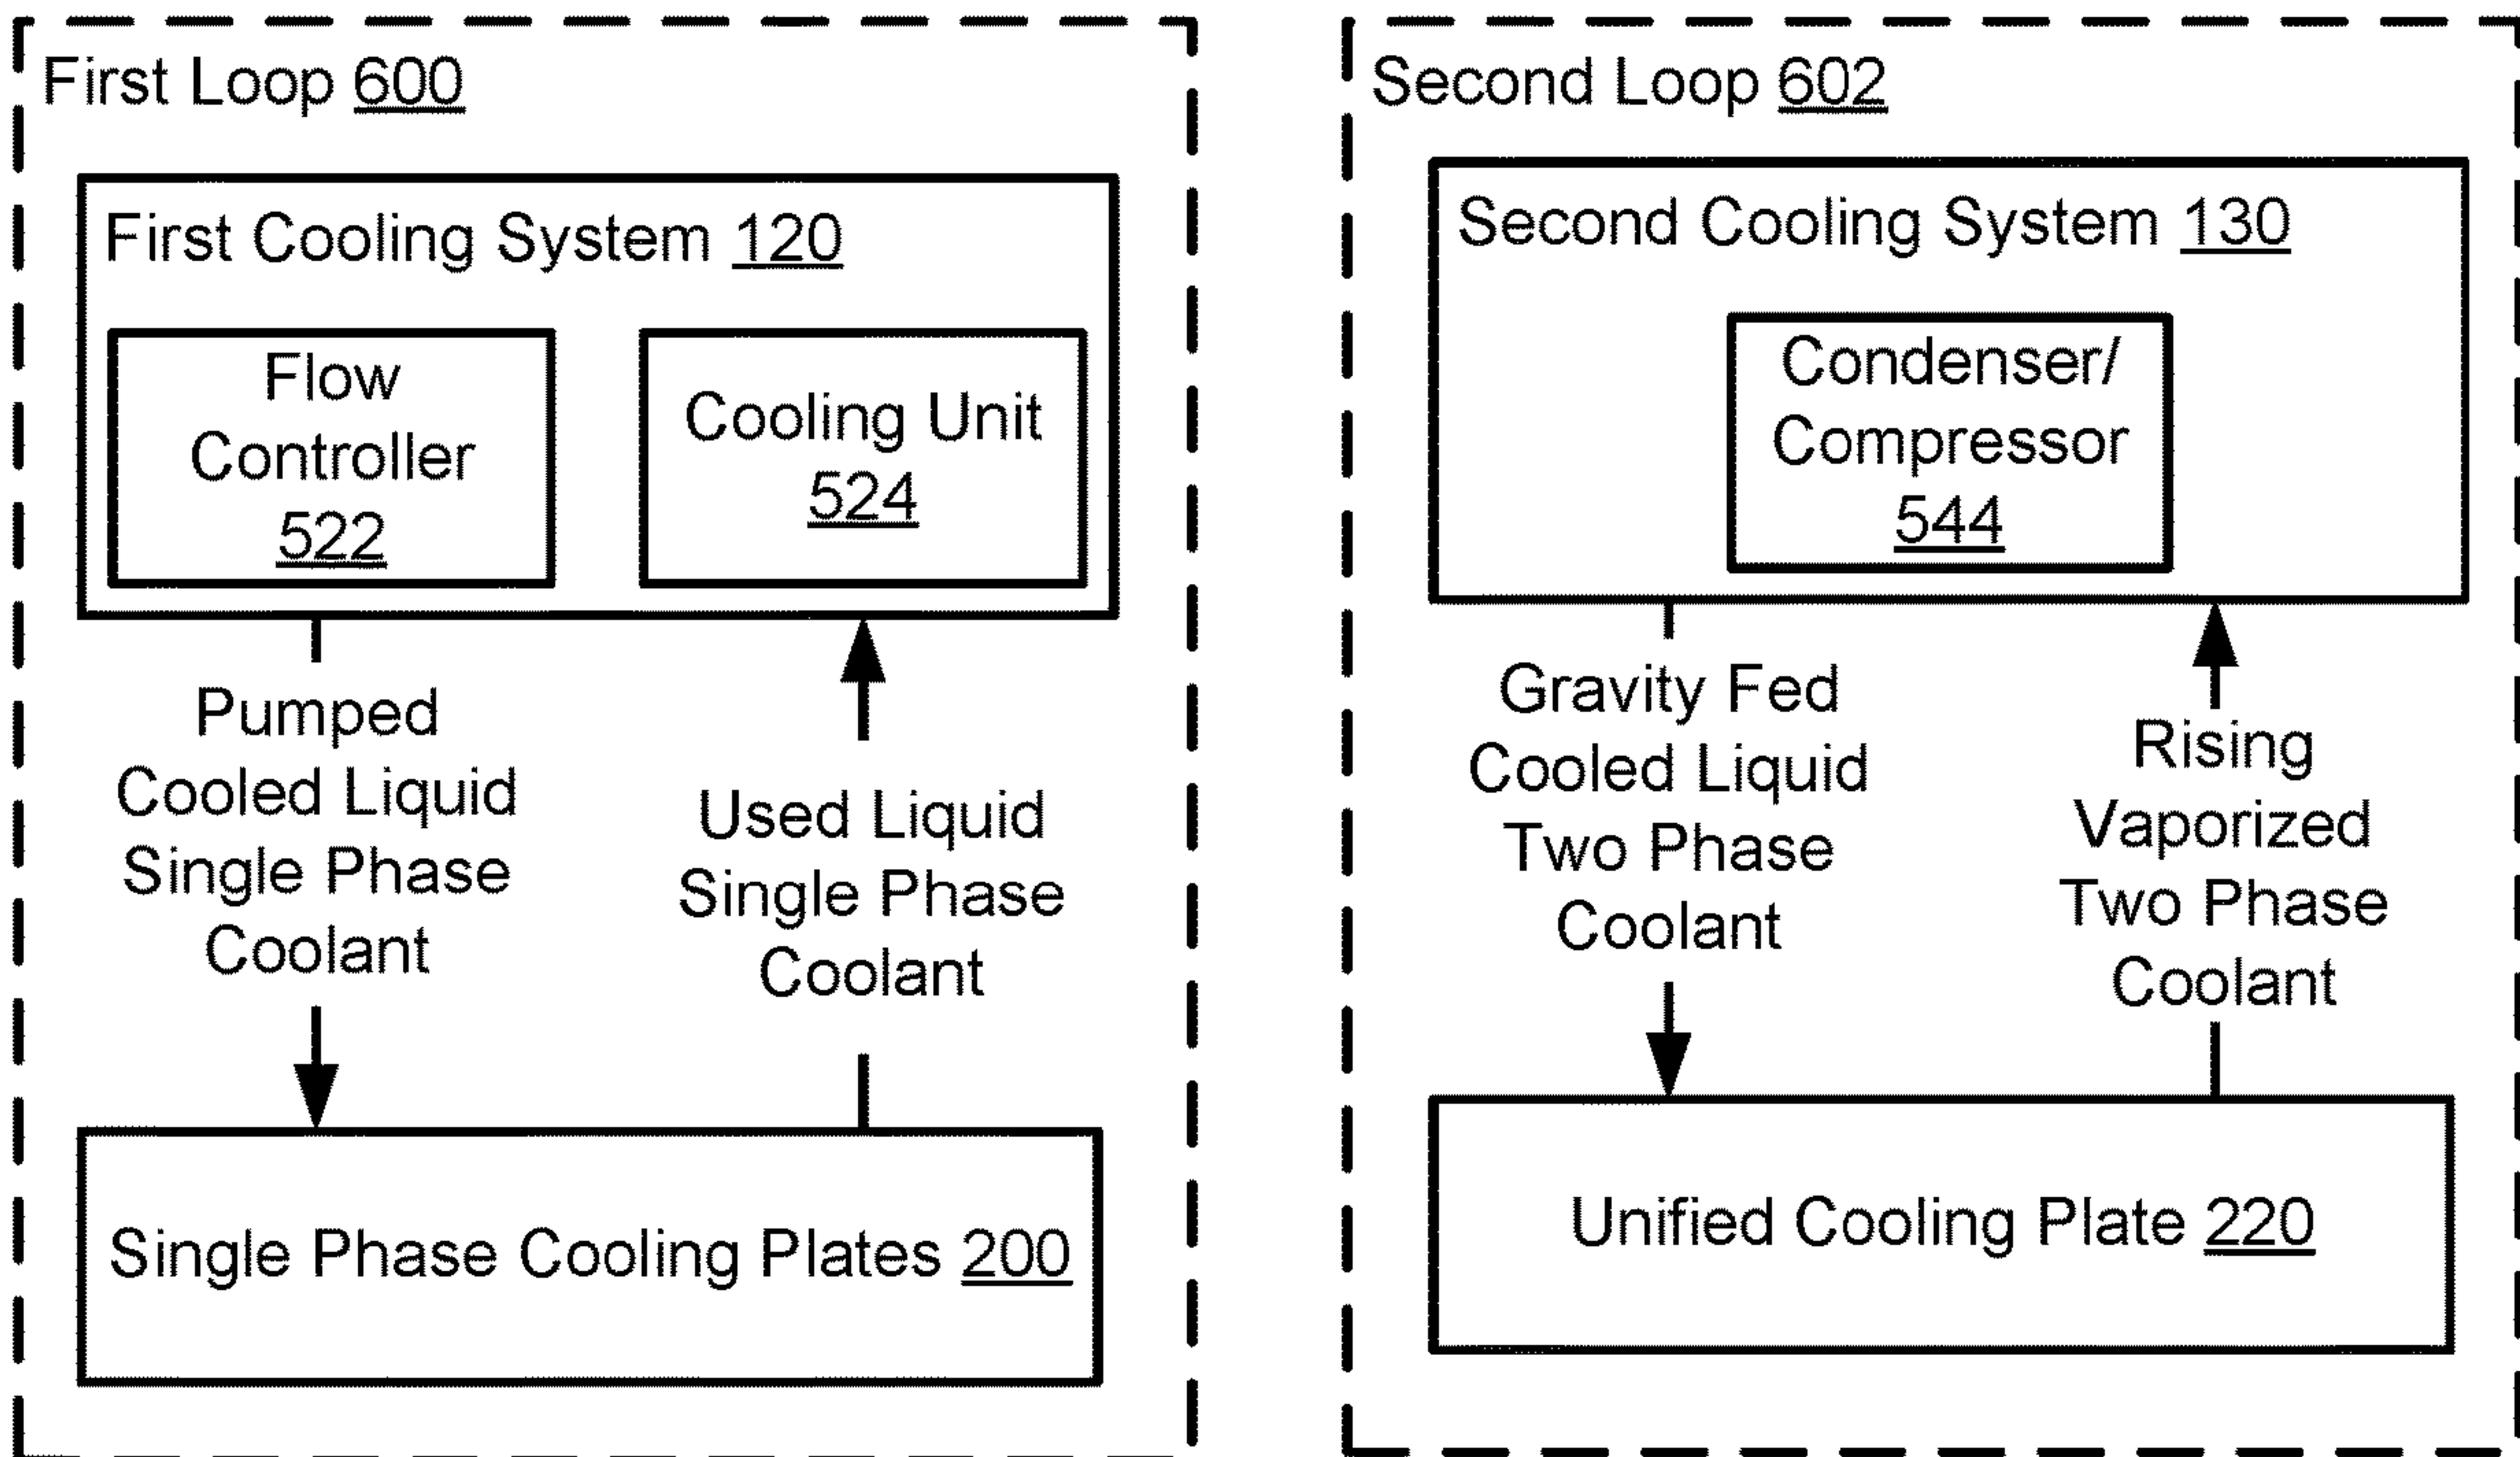 First Loop 600
First Cooling System 120
Flow
Controller
522
Cooling Unit
524
Pumped
Cooled Liquid
Single Phase
Coolant
Used Liquid
Single Phase
Coolant
Single Phase Cooling Plates 200
Second Loop 602
Second Cooling System 130
Condenser/
Compressor
544
Gravity Fed
Cooled Liquid
Two Phase
Coolant
Rising
Vaporized
Two Phase
Coolant
Unified Cooling Plate 220